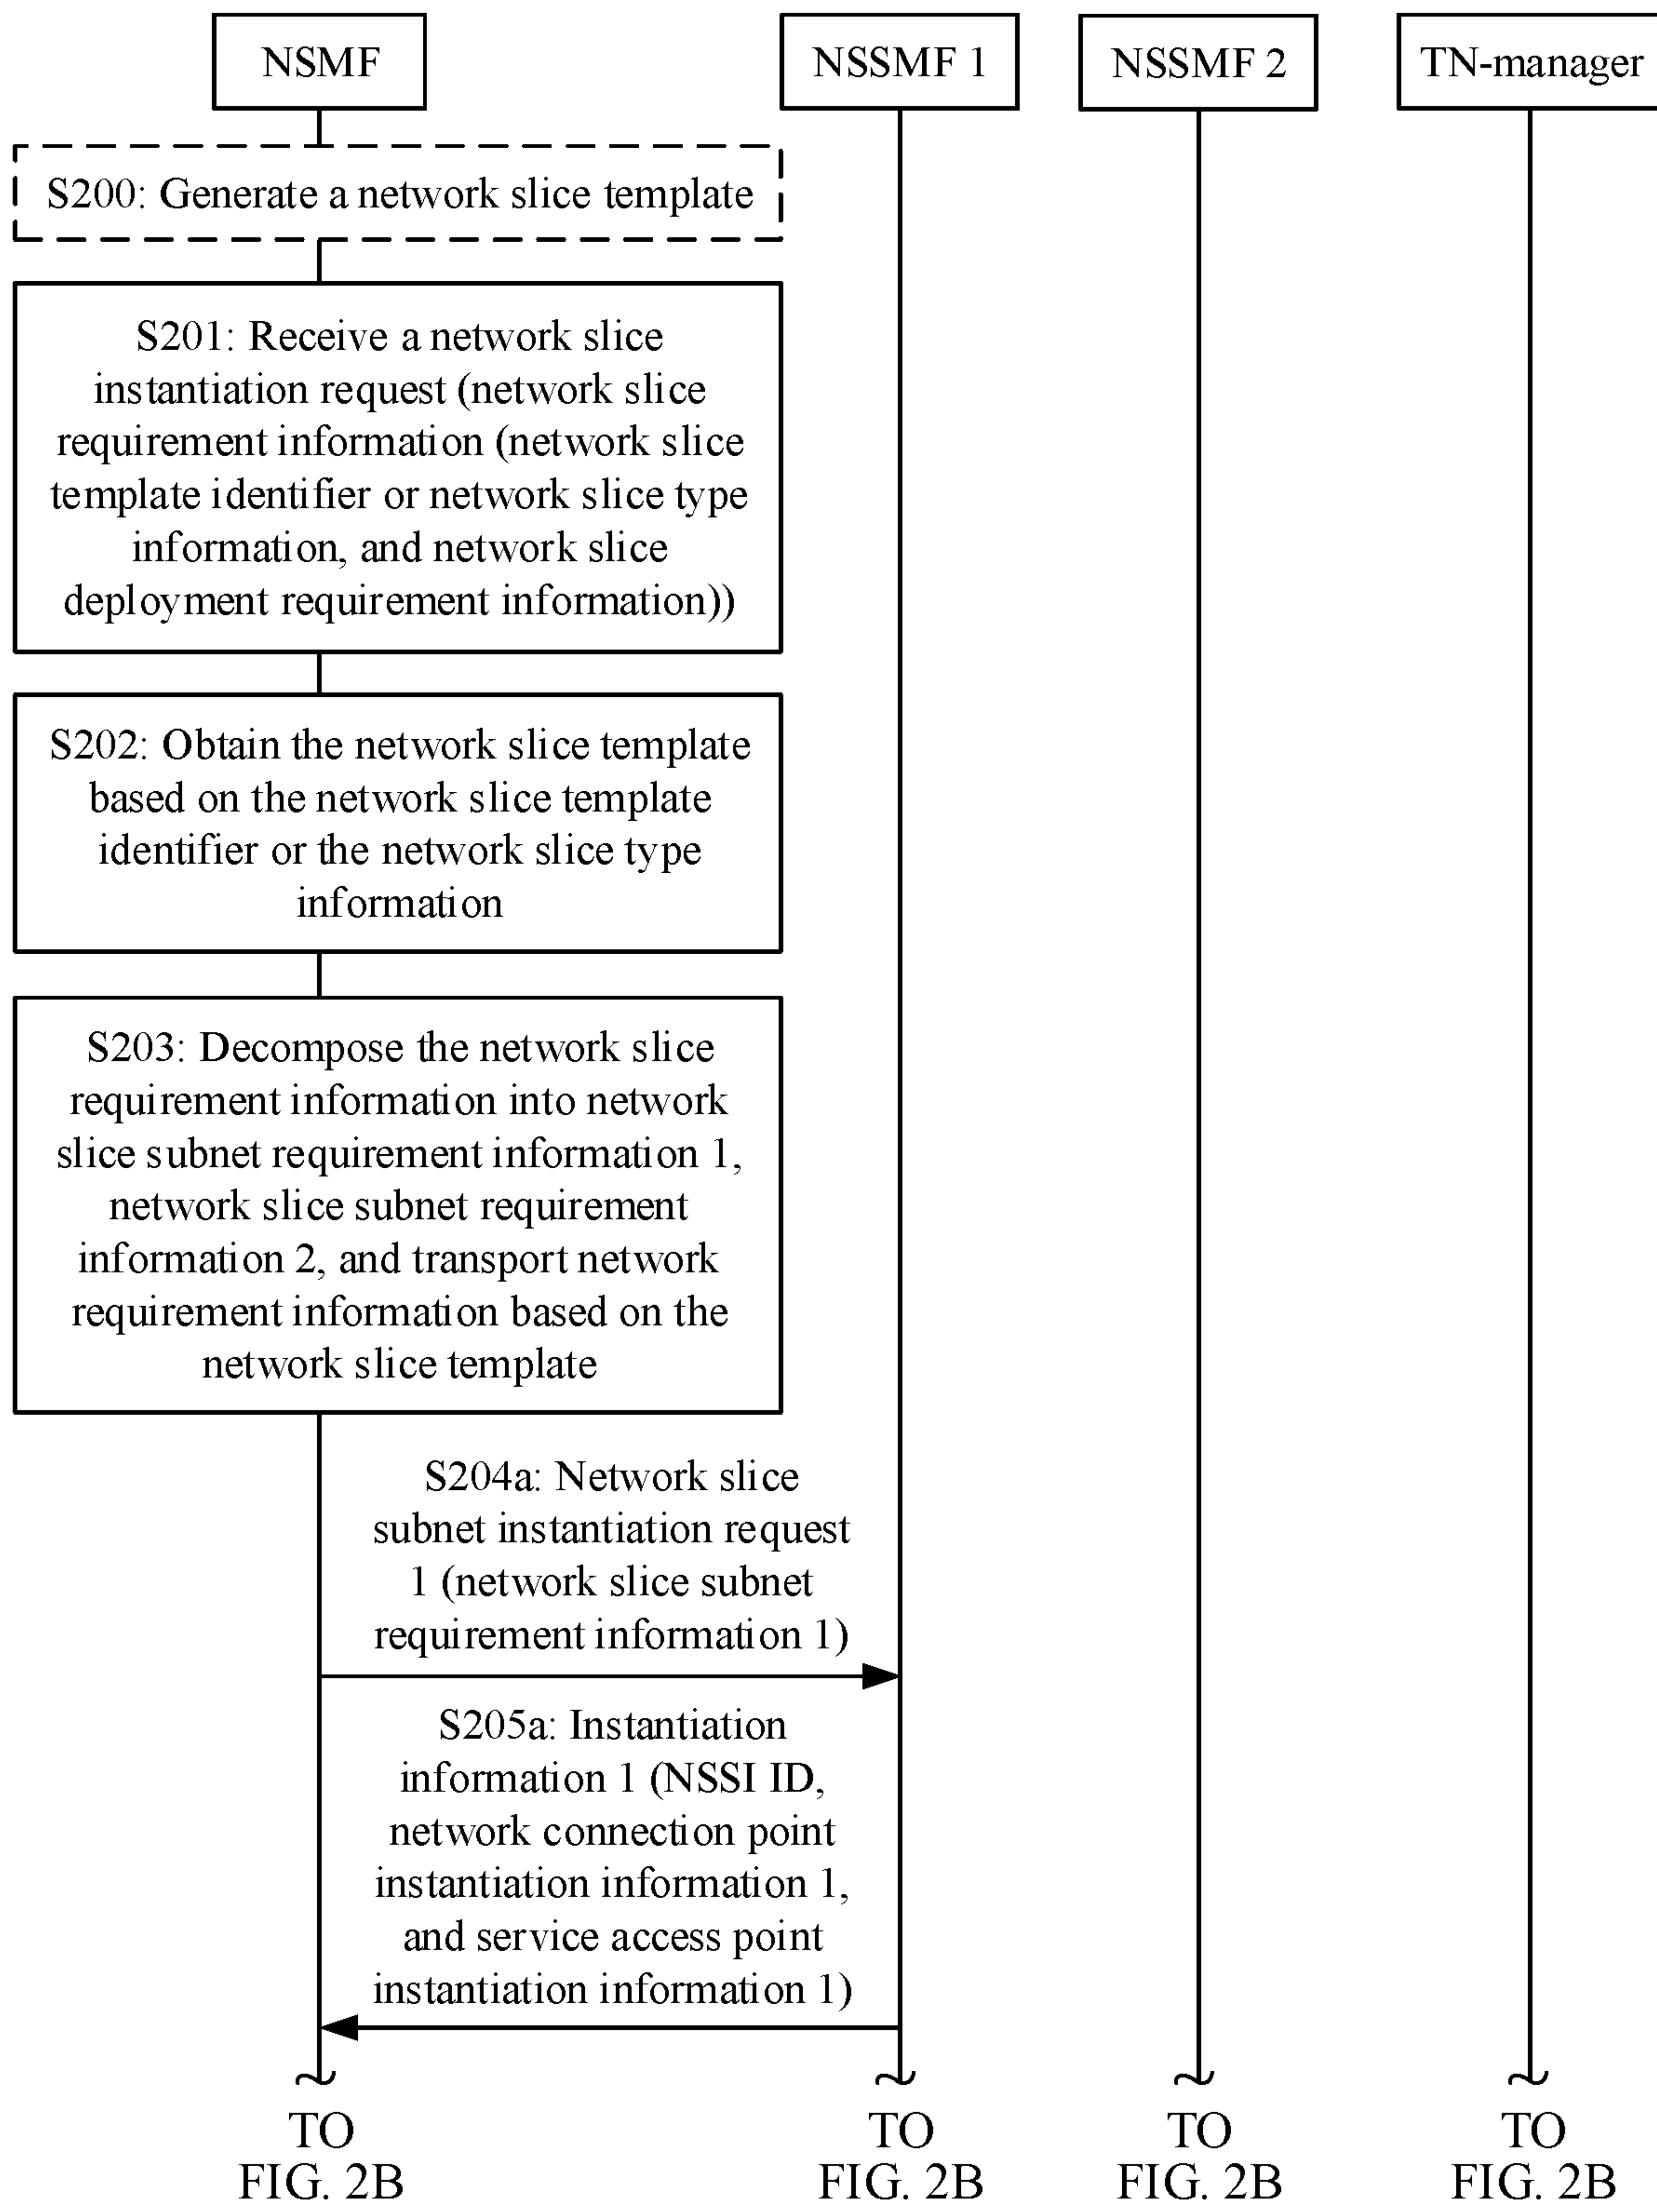 NSMF
NSSMF 1
NSSMF 2
TN-manager
S200: Generate a network slice template
S201: Receive a network slice
instantiation request (network slice
requirement information (network slice
template identifier or network slice type
information, and network slice
deployment requirement information))
S202: Obtain the network slice template
based on the network slice template
identifier or the network slice type
information
S203: Decompose the network slice
requirement information into network
slice subnet requirement information 1,
network slice subnet requirement
information 2, and transport network
requirement information based on the
network slice template
S204a: Network slice
subnet instantiation request
1 (network slice subnet
requirement information 1)
S205a: Instantiation
information 1 (NSSI ID,
network connection point
instantiation information 1,
and service access point
instantiation information 1)
TO
FIG. 2B
TO
FIG. 2B
TO
FIG. 2B
TO
FIG. 2B